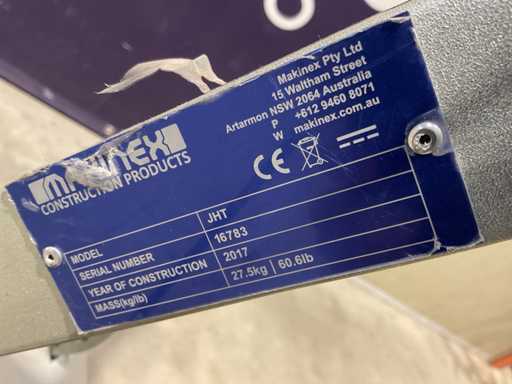 MAKINEX
CONSTRUCTION PRODUCTS
Makinex Pty Ltd
15 Waltham Street
Artarmon NSW 2064 Australia
P +612 9460 8071
W makinex.com.au
CE
MODEL JHT
SERIAL NUMBER 16783
YEAR OF CONSTRUCTION 2017
MASS(kg/lb) 27.5kg | 60.6lb